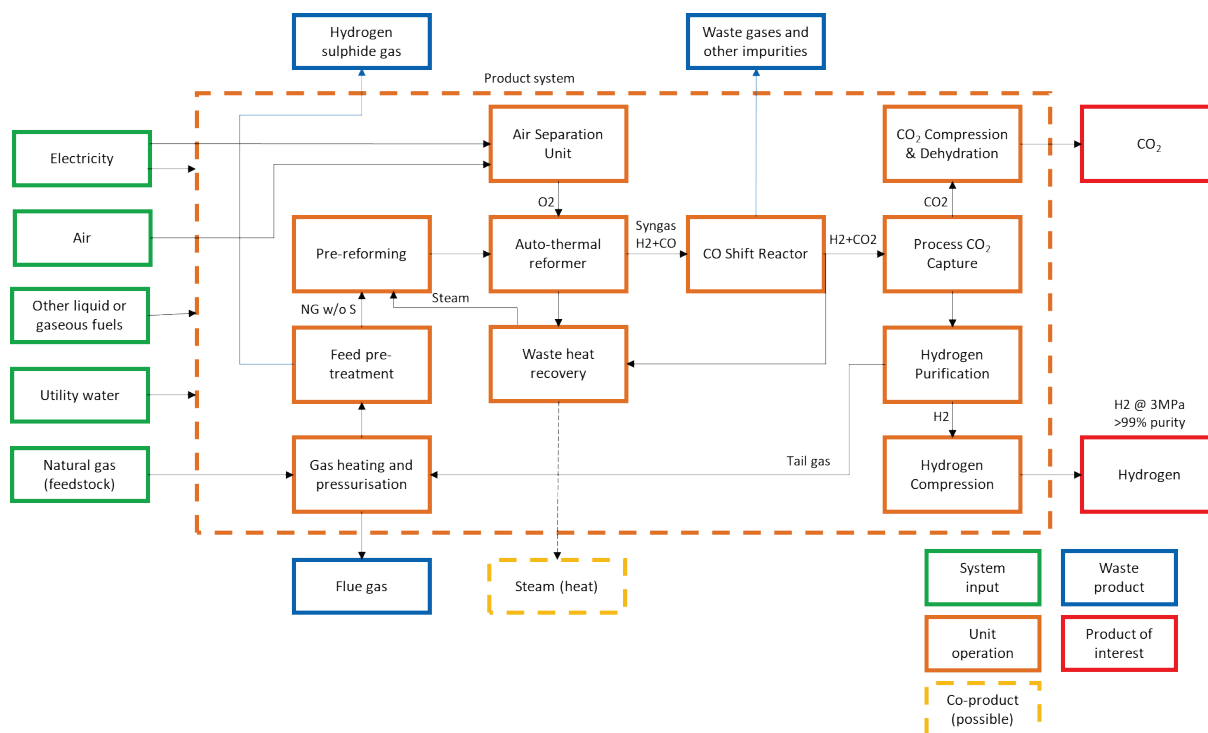 Hydrogen
sulphide gas
Waste gases and
other impurities
Product system
Electricity
Air Separation
Unit
CO₂ Compression
& Dehydration
CO₂
O2
CO2
Air
Pre-reforming
Auto-thermal
reformer
Syngas
H2+CO
CO Shift Reactor
H2+CO2
Process CO₂
Capture
Other liquid or
gaseous fuels
NG w/o S
Steam
Feed pre-
treatment
Waste heat
recovery
Hydrogen
Purification
Utility water
H2
H2 @ 3MPa
>99% purity
Natural gas
(feedstock)
Gas heating and
pressurisation
Tail gas
Hydrogen
Compression
Hydrogen
Flue gas
Steam (heat)
System
input
Waste
product
Unit
operation
Product of
interest
Co-product
(possible)